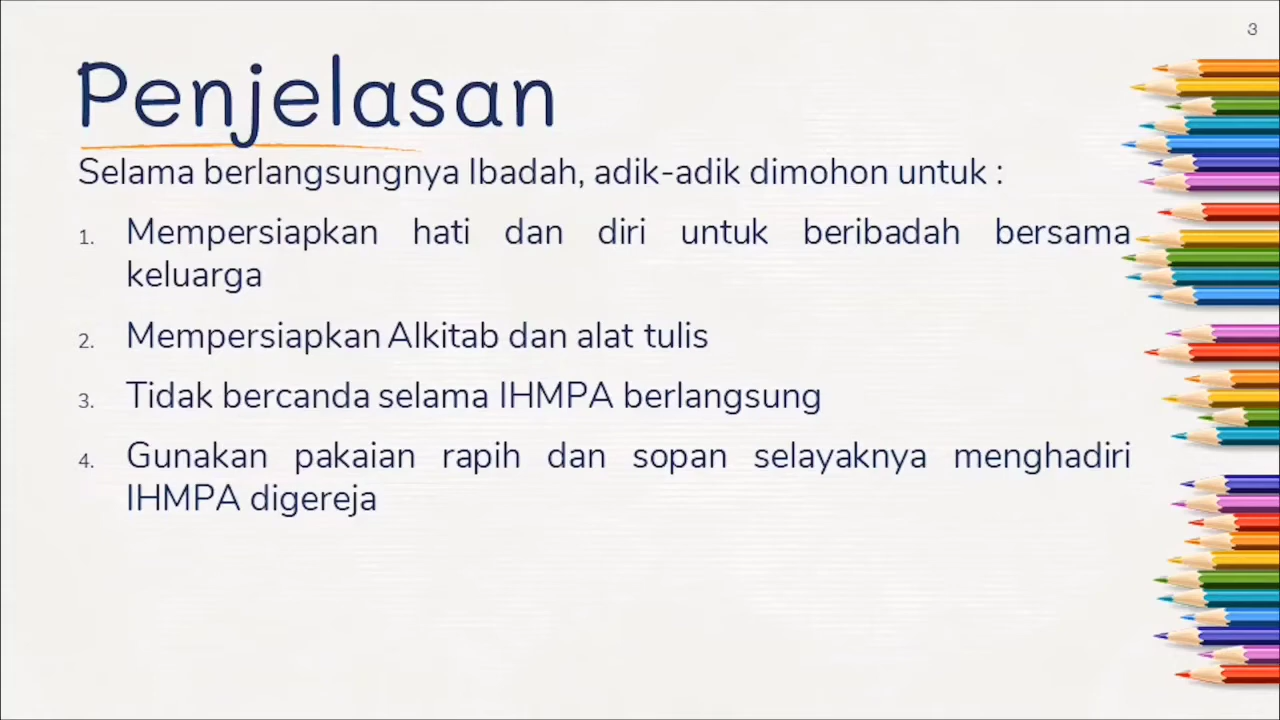 3
Penjelasan
Selama berlangsungnya Ibadah, adik-adik dimohon untuk :
1. Mempersiapkan hati dan diri untuk beribadah bersama
keluarga
2. Mempersiapkan Alkitab dan alat tulis
3. Tidak bercanda selama IHMPA berlangsung
4. Gunakan pakaian rapih dan sopan selayaknya menghadiri
IHMPA digereja